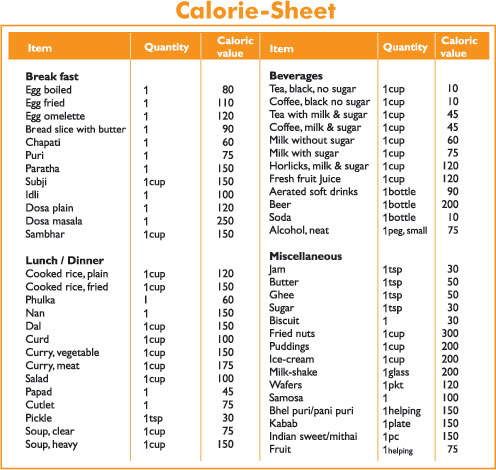 Calorie-Sheet
Item Quantity Caloric value
Break fast
Egg boiled 1 80
Egg fried 1 110
Egg omelette 1 120
Bread slice with butter 1 90
Chapati 1 60
Puri 1 75
Paratha 1 150
Subji 1cup 150
Idli 1 100
Dosa plain 1 120
Dosa masala 1 250
Sambhar 1cup 150
Lunch / Dinner
Cooked rice, plain 1cup 120
Cooked rice, fried 1cup 150
Phulka 1 60
Nan 1 150
Dal 1cup 150
Curd 1cup 100
Curry, vegetable 1cup 150
Curry, meat 1cup 175
Salad 1cup 100
Papad 1 45
Cutlet 1 75
Pickle 1tsp 30
Soup, clear 1cup 75
Soup, heavy 1cup 150
Item Quantity Caloric value
Beverages
Tea, black, no sugar 1cup 10
Coffee, black no sugar 1cup 10
Tea with milk & sugar 1cup 45
Coffee, milk & sugar 1cup 45
Milk without sugar 1cup 60
Milk with sugar 1cup 75
Horlicks, milk & sugar 1cup 120
Fresh fruit Juice 1cup 120
Aerated soft drinks 1bottle 90
Beer 1bottle 200
Soda 1bottle 10
Alcohol, neat 1peg, small 75
Miscellaneous
Jam 1tsp 30
Butter 1tsp 50
Ghee 1tsp 50
Sugar 1tsp 30
Biscuit 1 30
Fried nuts 1cup 300
Puddings 1cup 200
Ice-cream 1cup 200
Milk-shake 1glass 200
Wafers 1pkt 120
Samosa 1 100
Bhel puri/pani puri 1helping 150
Kabab 1plate 150
Indian sweet/mithai 1pc 150
Fruit 1helping 75